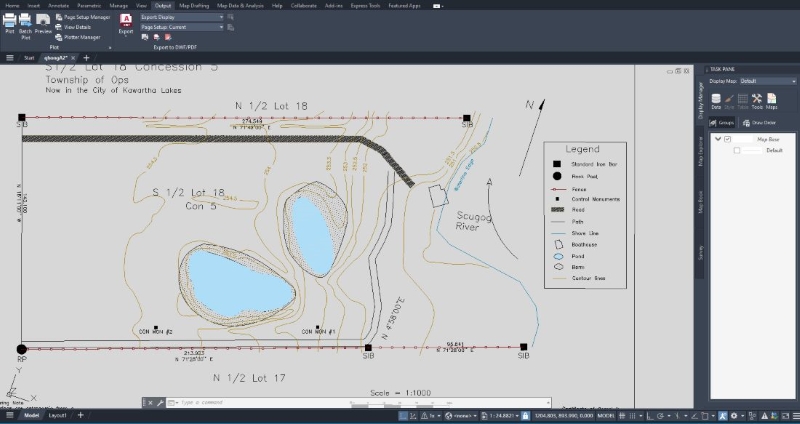 Home Insert Annotate Parametric Manage View Output Map Drafting Map Data & Analysis Help Collaborate Add-ins Express Tools Featured Apps
Plot Batch Plot Preview
Page Setup Manager
View Details
Plotter Manager
Export
Export: Display
Page Setup: Current
Plot Export to DWF/PDF
Start
S1/2 Lot 18 Concession 5
Township of Ops
Now in the City of Kawartha Lakes
N 1/2 Lot 18
SIB
SIB
N
S 1/2 Lot 18
Con 5
254.0
Scugog
River
Legend
Standard Iron Bar
Rock Post
Fence
Control Monuments
Road
Path
Shore Line
Boathouse
Pond
Berm
Contour Lines
CON MON #2
CON MON #1
N 4°58'00"E
RP
SIB
SIB
N 1/2 Lot 17
Y
X
Scale = 1:1000
Type a command
Model Layout1 +
MODEL
TASK PANE
Display Map: Default
Data Style Table Tools Maps
Groups Draw Order
Map Base
Default
Display Manager
Map Explorer
Map Book
Survey